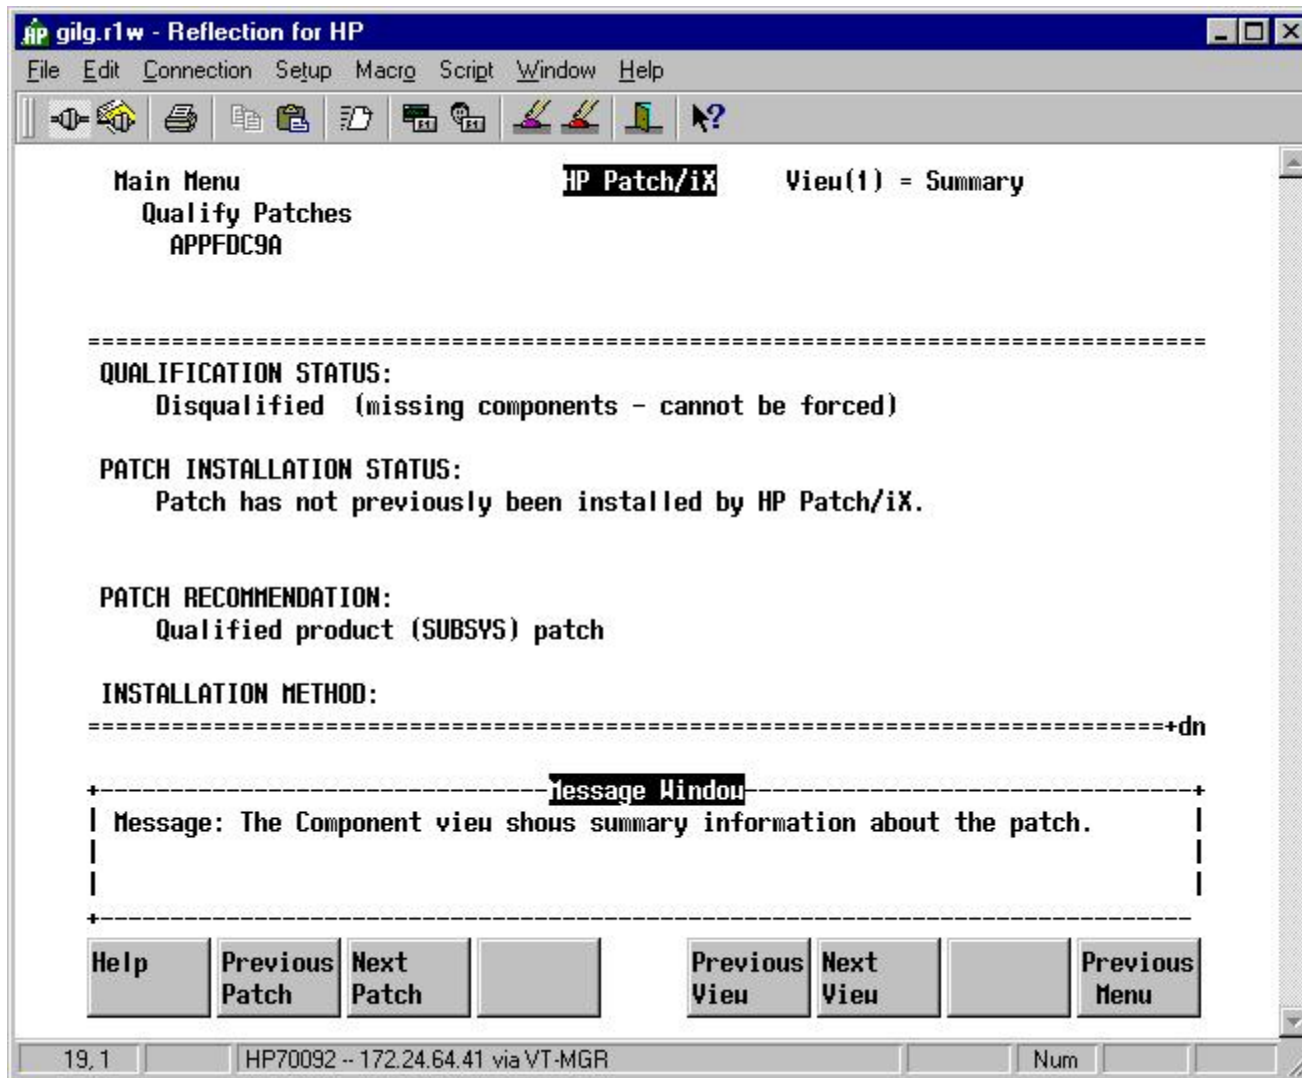 gilg.r1w - Reflection for HP
File Edit Connection Setup Macro Script Window Help
Main Menu HP Patch/iX View(1) = Summary
Qualify Patches
APPFDC9A
================================================================================
QUALIFICATION STATUS:
Disqualified (missing components - cannot be forced)
PATCH INSTALLATION STATUS:
Patch has not previously been installed by HP Patch/iX.
PATCH RECOMMENDATION:
Qualified product (SUBSYS) patch
INSTALLATION METHOD:
=============================================================================+dn
Message Window
Message: The Component view shows summary information about the patch.
Help Previous Patch Next Patch Previous View Next View Previous Menu
19, 1 HP70092 -- 172.24.64.41 via VT-MGR Num